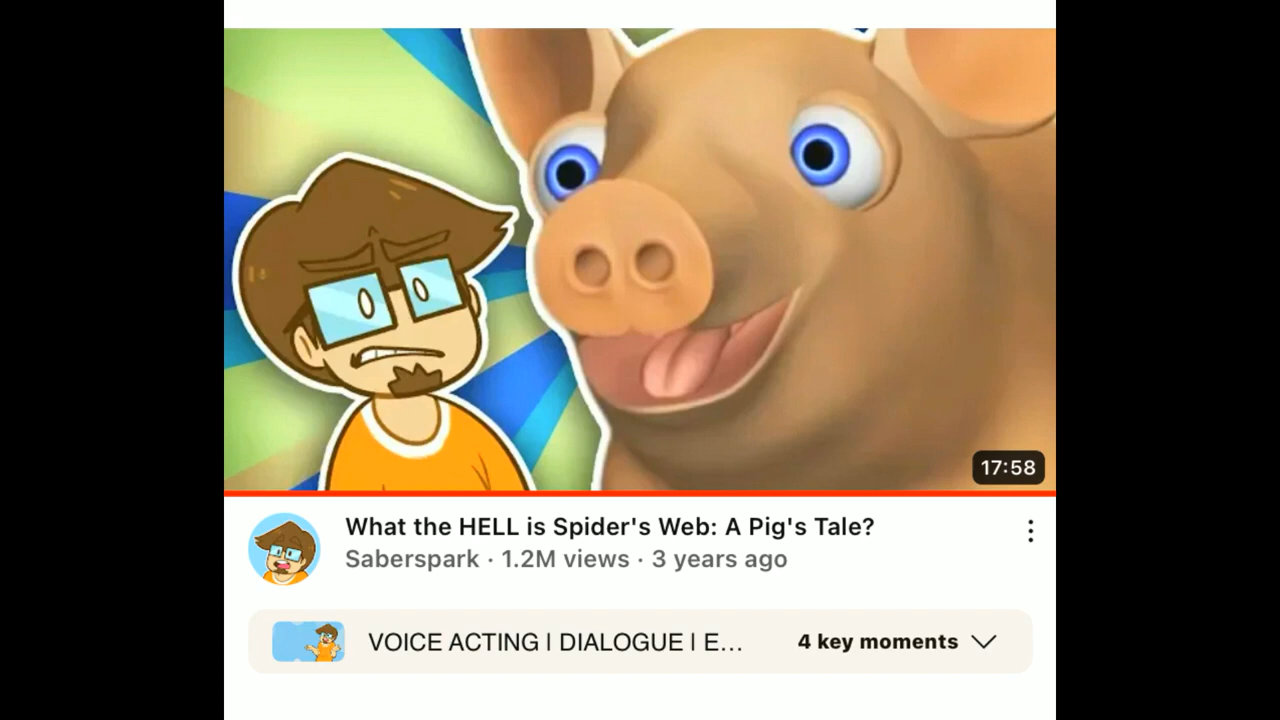 17:58
What the HELL is Spider's Web: A Pig's Tale?
Saberspark · 1.2M views · 3 years ago
VOICE ACTING | DIALOGUE | E... 4 key moments